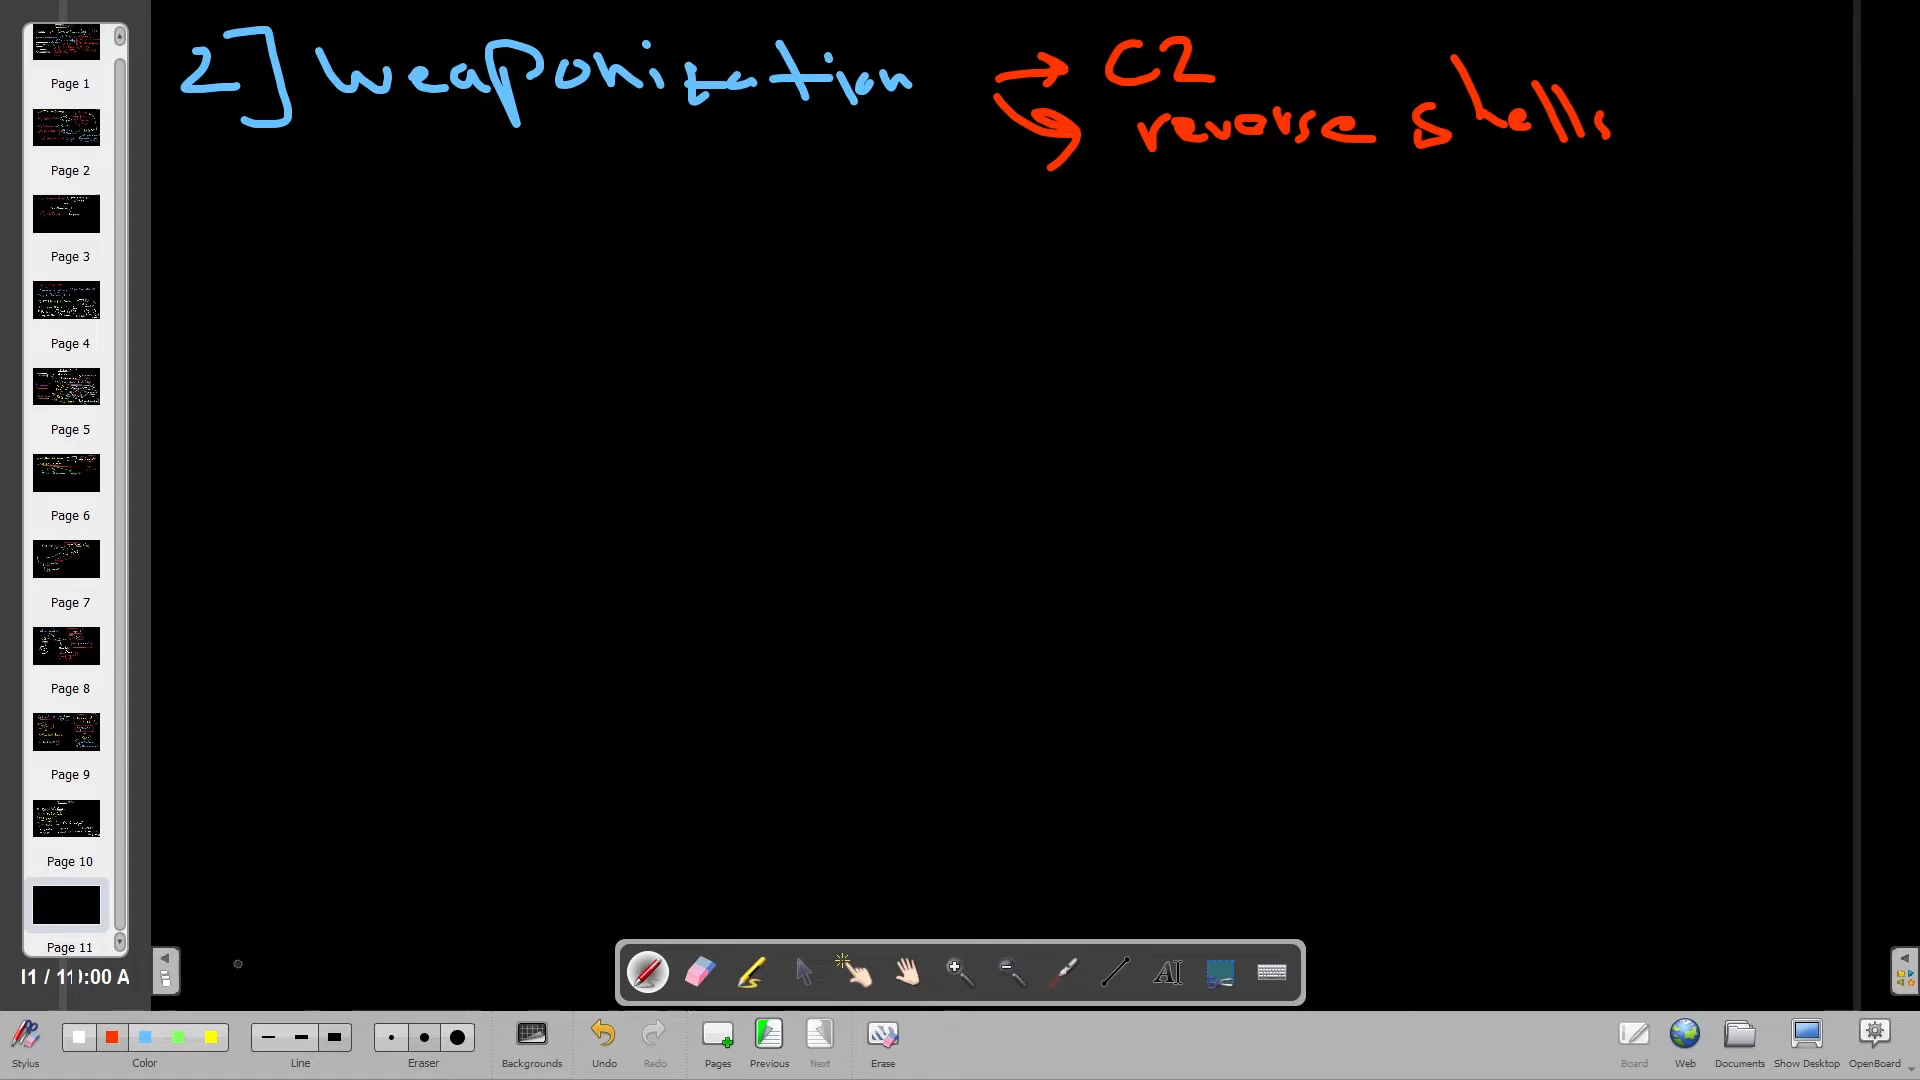 2] weaponization → C2
reverse shells
Page 1
Page 2
Page 3
Page 4
Page 5
Page 6
Page 7
Page 8
Page 9
Page 10
Page 11
Stylus
Color
Line
Eraser
Backgrounds
Undo
Redo
Pages
Previous
Next
Erase
Board
Web
Documents
Show Desktop
OpenBoard